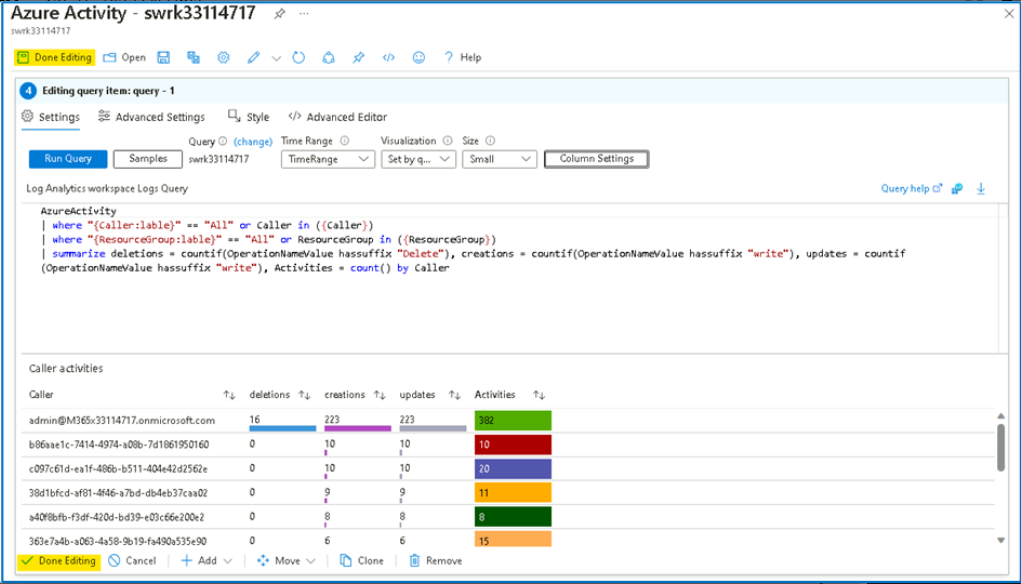 Azure Activity - swrk33114717 ...
swrk33114717
Done Editing Open Help
4 Editing query item: query - 1
Settings Advanced Settings Style Advanced Editor
Query (change) Time Range Visualization Size
Run Query Samples swrk33114717 TimeRange Set by q... Small Column Settings
Log Analytics workspace Logs Query Query help
AzureActivity
| where "{Caller:lable}" == "All" or Caller in ({Caller})
| where "{ResourceGroup:lable}" == "All" or ResourceGroup in ({ResourceGroup})
| summarize deletions = countif(OperationNameValue hassuffix "Delete"), creations = countif(OperationNameValue hassuffix "write"), updates = countif
(OperationNameValue hassuffix "write"), Activities = count() by Caller
Caller activities
Caller deletions creations updates Activities
admin@M365x33114717.onmicrosoft.com 16 223 223 382
b86aae1c-7414-4974-a08b-7d1861950160 0 10 10 10
c097c61d-ea1f-486b-b511-404e42d2562e 0 10 10 20
38d1bfcd-af81-4f46-a7bd-db4eb37caa02 0 9 9 11
a40f8bfb-f3df-420d-bd39-e03c66e200e2 0 8 8 8
363e7a4b-a063-4a58-9b19-fa490a535e90 0 6 6 15
Done Editing Cancel Add Move Clone Remove